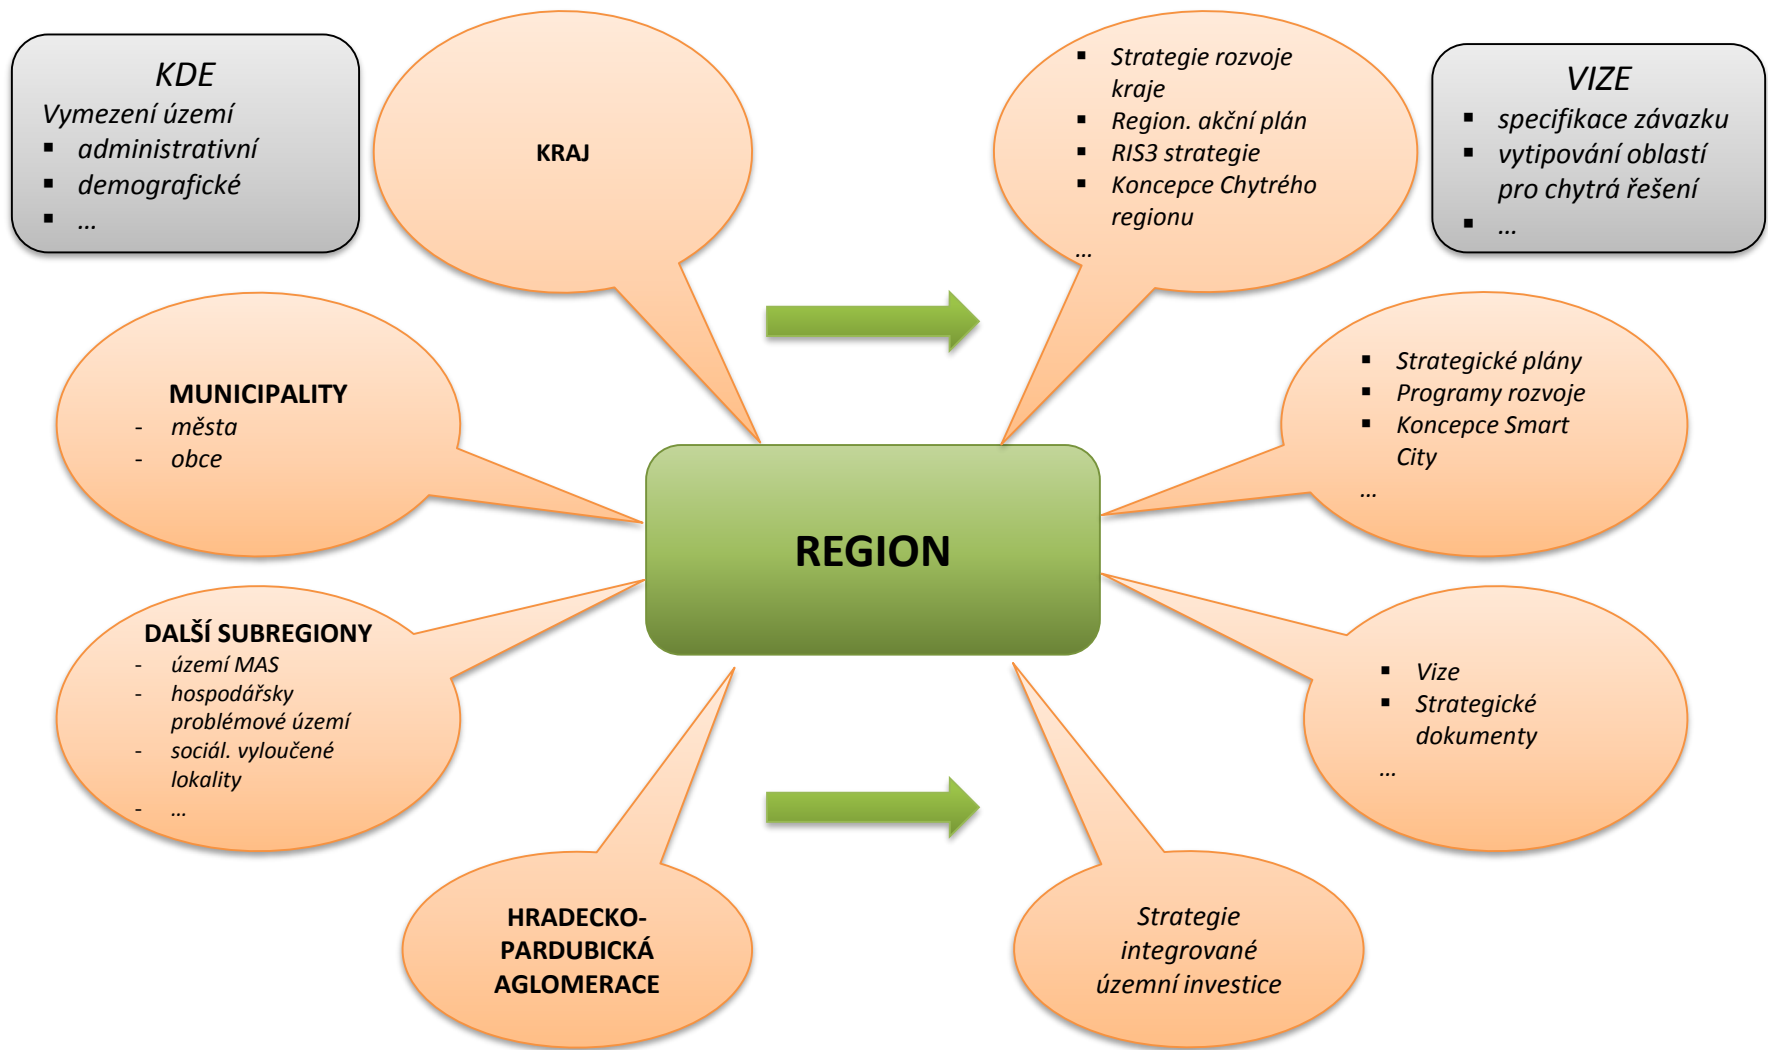 KDE
Vymezení území
▪ administrativní
▪ demografické
▪ ...
KRAJ
▪ Strategie rozvoje
kraje
▪ Region. akční plán
▪ RIS3 strategie
▪ Koncepce Chytrého
regionu
...
VIZE
▪ specifikace závazku
▪ vytipování oblastí
pro chytrá řešení
▪ ...
MUNICIPALITY
- města
- obce
▪ Strategické plány
▪ Programy rozvoje
▪ Koncepce Smart
City
...
REGION
DALŠÍ SUBREGIONY
- území MAS
- hospodářsky
problémové území
- sociál. vyloučené
lokality
- ...
▪ Vize
▪ Strategické
dokumenty
...
HRADECKO-
PARDUBICKÁ
AGLOMERACE
Strategie
integrované
územní investice